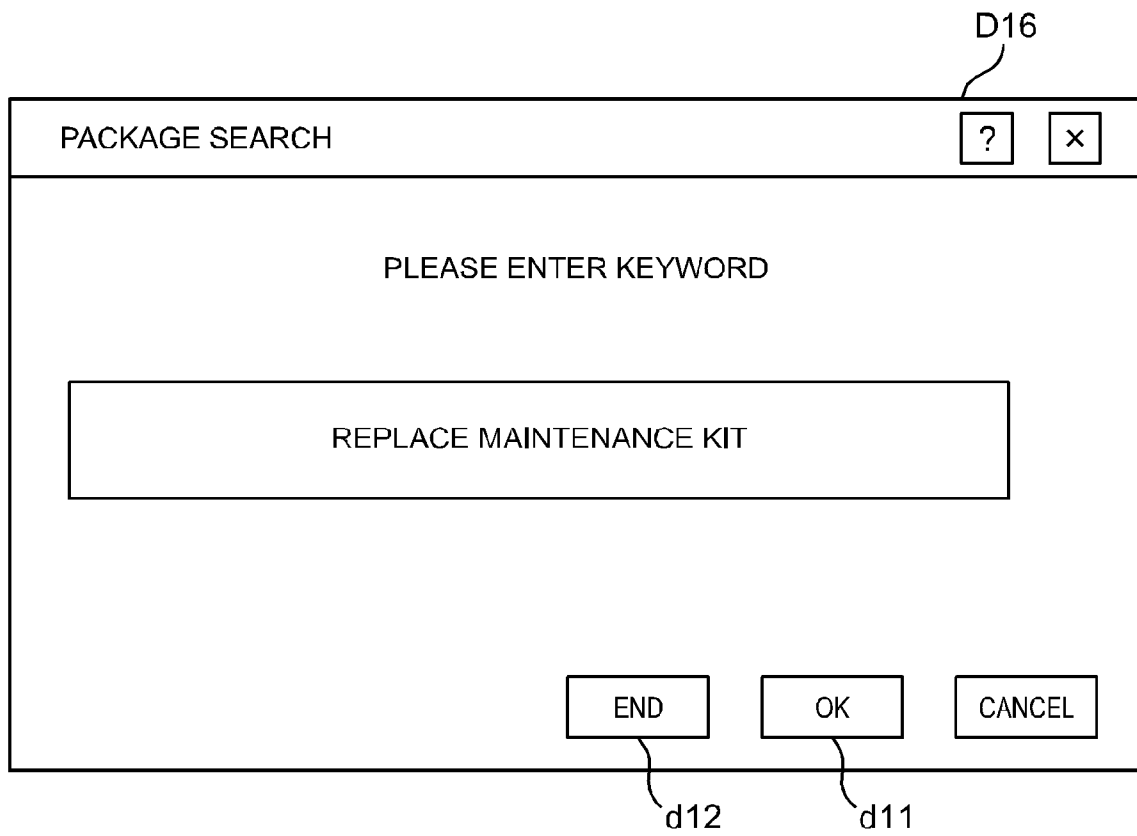 D16
PACKAGE SEARCH ? ×
PLEASE ENTER KEYWORD
REPLACE MAINTENANCE KIT
END OK CANCEL
d12 d11